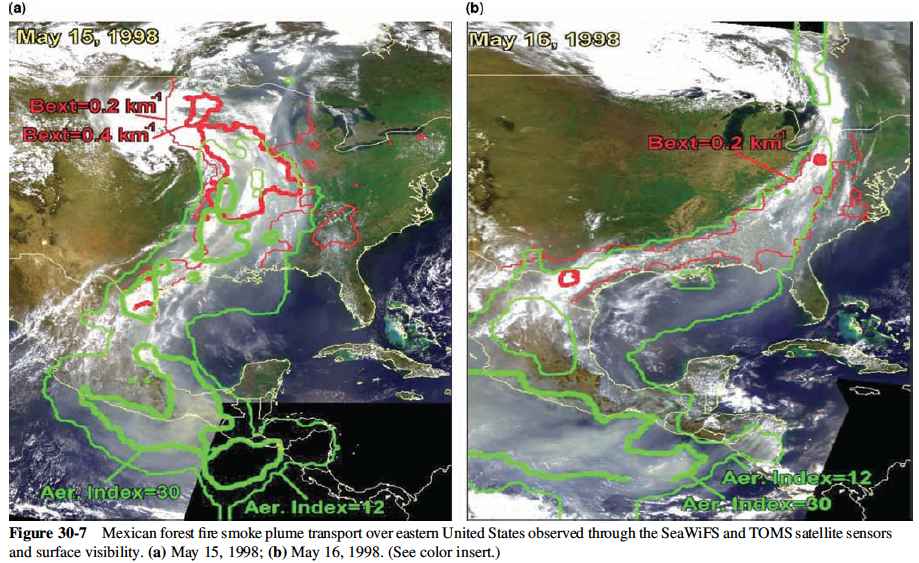 (a)
May 15, 1998
Bext=0.2 km-1
Bext=0.4 km-1
Aer. Index=30
Aer. Index=12
(b)
May 16, 1998
Bext=0.2 km-1
Aer. Index=12
Aer. Index=30
Figure 30-7 Mexican forest fire smoke plume transport over eastern United States observed through the SeaWiFS and TOMS satellite sensors
and surface visibility. (a) May 15, 1998; (b) May 16, 1998. (See color insert.)